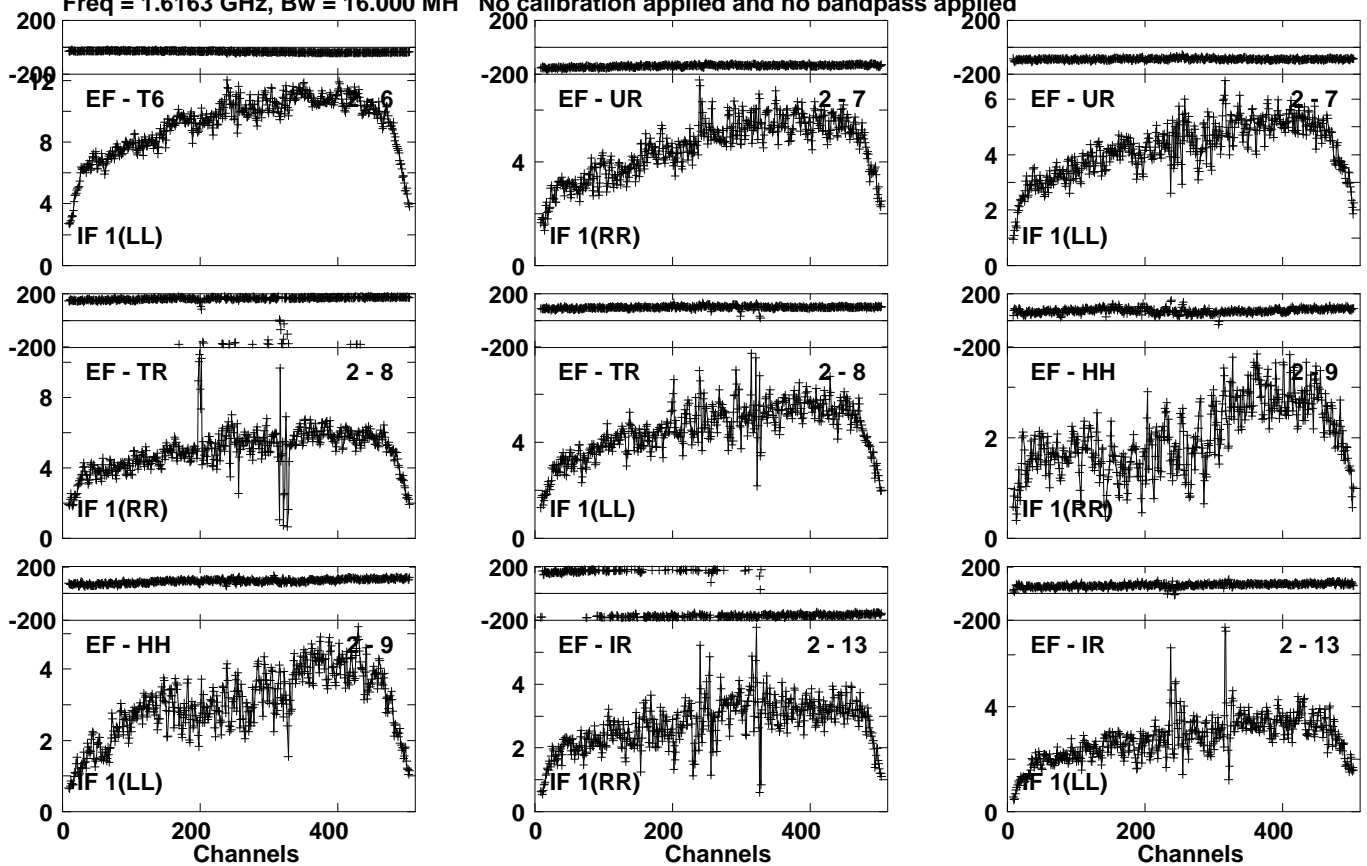 Freq = 1.6163 GHz, Bw = 16.000 MH No calibration applied and no bandpass applied
200 200 200
-200 -200 -200
12 EF - T6 2 - 6 EF - UR 2 - 7 6 EF - UR 2 - 7
8 4 4
4 2
IF 1(LL) IF 1(RR) IF 1(LL)
0 0 0
200 200 200
-200 -200 -200
EF - TR 2 - 8 EF - TR 2 - 8 EF - HH 2 - 9
8 4 2
4
IF 1(RR) IF 1(LL) IF 1(RR)
0 0 0
200 200 200
-200 -200 -200
EF - HH 2 - 9 EF - IR 2 - 13 EF - IR 2 - 13
4 4 4
2 2
IF 1(LL) IF 1(RR) IF 1(LL)
0 0 0
0 200 400 0 200 400 0 200 400
Channels Channels Channels